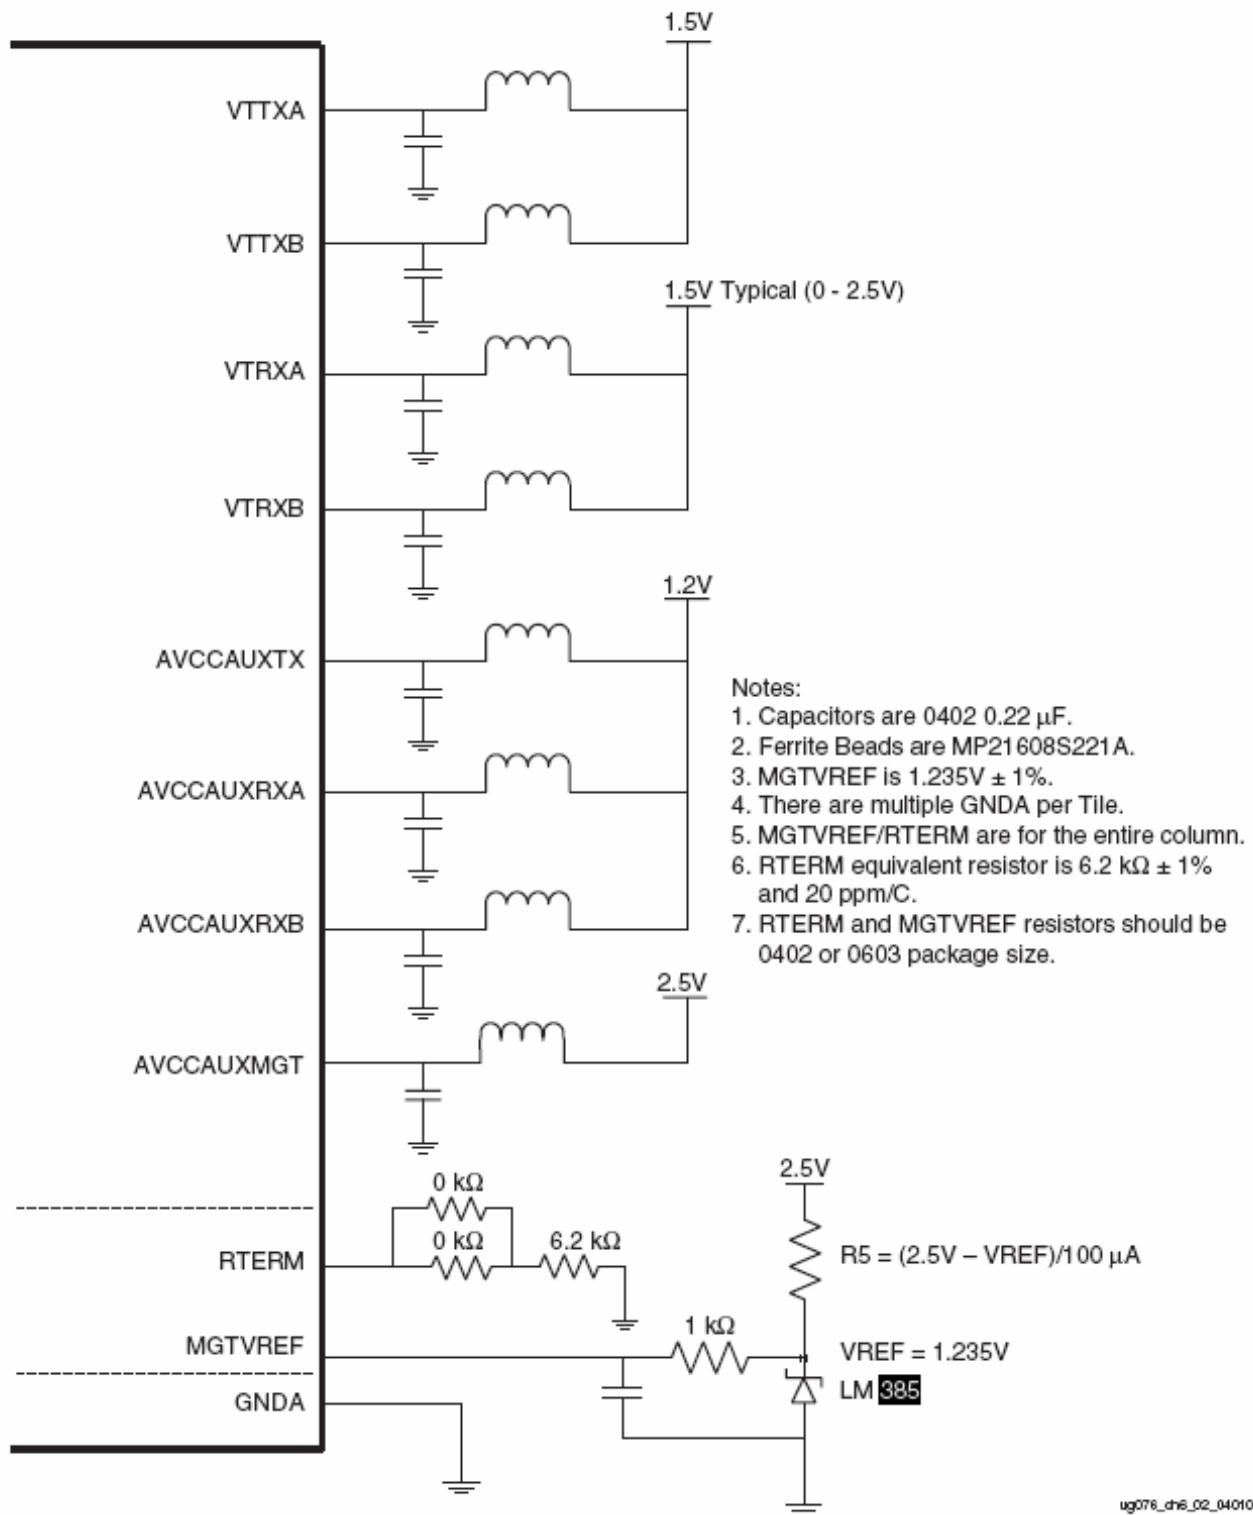 1.5V
VTTXA
VTTXB
1.5V Typical (0 - 2.5V)
VTRXA
VTRXB
1.2V
AVCCAUXTX
Notes:
1. Capacitors are 0402 0.22 μF.
2. Ferrite Beads are MP21608S221A.
3. MGTVREF is 1.235V ± 1%.
4. There are multiple GNDA per Tile.
5. MGTVREF/RTERM are for the entire column.
6. RTERM equivalent resistor is 6.2 kΩ ± 1%
and 20 ppm/C.
7. RTERM and MGTVREF resistors should be
0402 or 0603 package size.
AVCCAUXRXA
AVCCAUXRXB
2.5V
AVCCAUXMGT
2.5V
0 kΩ
0 kΩ
6.2 kΩ
RTERM
R5 = (2.5V – VREF)/100 μA
1 kΩ
MGTVREF
VREF = 1.235V
LM 385
GNDA
ug076_ch6_02_04010